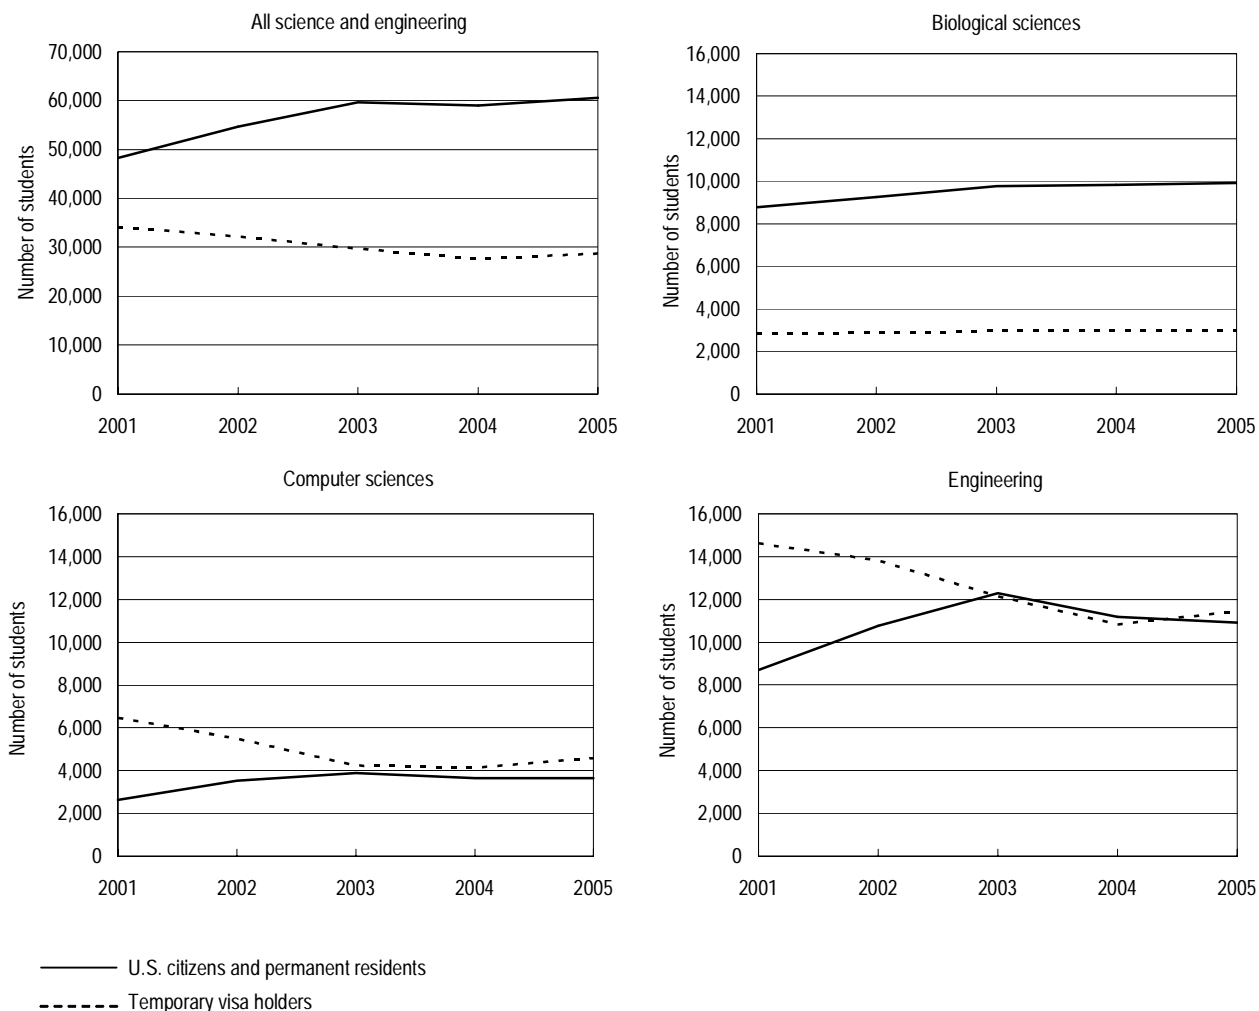 All science and engineering
70,000
60,000
50,000
40,000
30,000
20,000
10,000
0
Number of students
2001 2002 2003 2004 2005
Biological sciences
16,000
14,000
12,000
10,000
8,000
6,000
4,000
2,000
0
Number of students
2001 2002 2003 2004 2005
Computer sciences
16,000
14,000
12,000
10,000
8,000
6,000
4,000
2,000
0
Number of students
2001 2002 2003 2004 2005
Engineering
16,000
14,000
12,000
10,000
8,000
6,000
4,000
2,000
0
Number of students
2001 2002 2003 2004 2005
U.S. citizens and permanent residents
Temporary visa holders